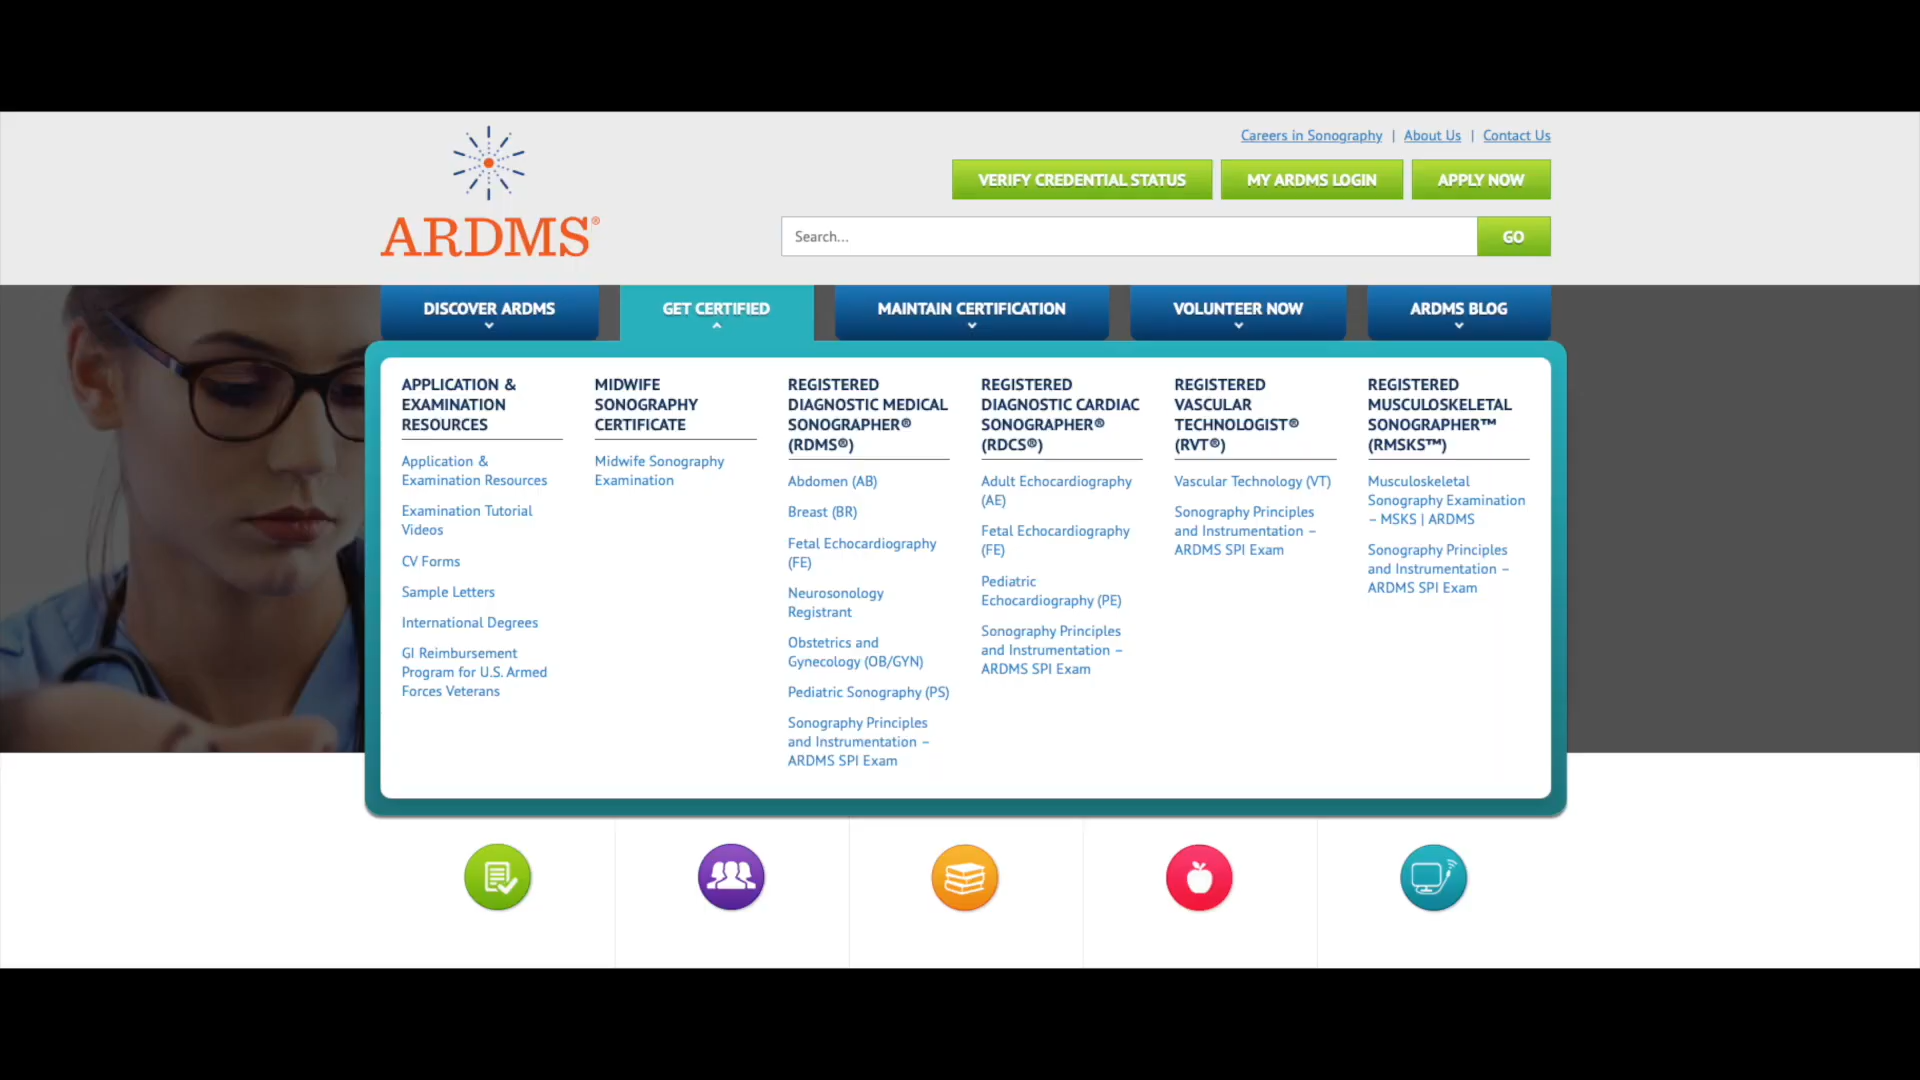 Careers in Sonography | About Us | Contact Us
VERIFY CREDENTIAL STATUS
MY ARDMS LOGIN
APPLY NOW
ARDMS®
Search...
GO
DISCOVER ARDMS
GET CERTIFIED
MAINTAIN CERTIFICATION
VOLUNTEER NOW
ARDMS BLOG
APPLICATION &
EXAMINATION
RESOURCES
Application &
Examination Resources
Examination Tutorial
Videos
CV Forms
Sample Letters
International Degrees
GI Reimbursement
Program for U.S. Armed
Forces Veterans
MIDWIFE
SONOGRAPHY
CERTIFICATE
Midwife Sonography
Examination
REGISTERED
DIAGNOSTIC MEDICAL
SONOGRAPHER®
(RDMS®)
Abdomen (AB)
Breast (BR)
Fetal Echocardiography
(FE)
Neurosonology
Registrant
Obstetrics and
Gynecology (OB/GYN)
Pediatric Sonography (PS)
Sonography Principles
and Instrumentation –
ARDMS SPI Exam
REGISTERED
DIAGNOSTIC CARDIAC
SONOGRAPHER®
(RDCS®)
Adult Echocardiography
(AE)
Fetal Echocardiography
(FE)
Pediatric
Echocardiography (PE)
Sonography Principles
and Instrumentation –
ARDMS SPI Exam
REGISTERED
VASCULAR
TECHNOLOGIST®
(RVT®)
Vascular Technology (VT)
Sonography Principles
and Instrumentation –
ARDMS SPI Exam
REGISTERED
MUSCULOSKELETAL
SONOGRAPHER™
(RMSKS™)
Musculoskeletal
Sonography Examination
– MSKS | ARDMS
Sonography Principles
and Instrumentation –
ARDMS SPI Exam